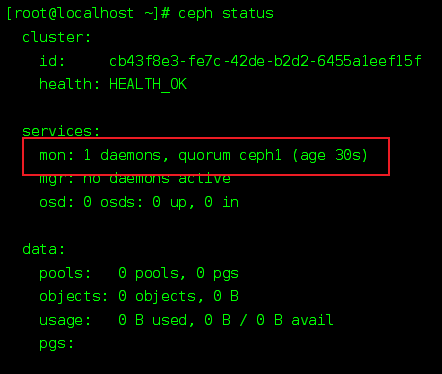 [root@localhost ~]# ceph status
cluster:
id: cb43f8e3-fe7c-42de-b2d2-6455a1eef15f
health: HEALTH_OK
services:
mon: 1 daemons, quorum ceph1 (age 30s)
mgr: no daemons active
osd: 0 osds: 0 up, 0 in
data:
pools: 0 pools, 0 pgs
objects: 0 objects, 0 B
usage: 0 B used, 0 B / 0 B avail
pgs: